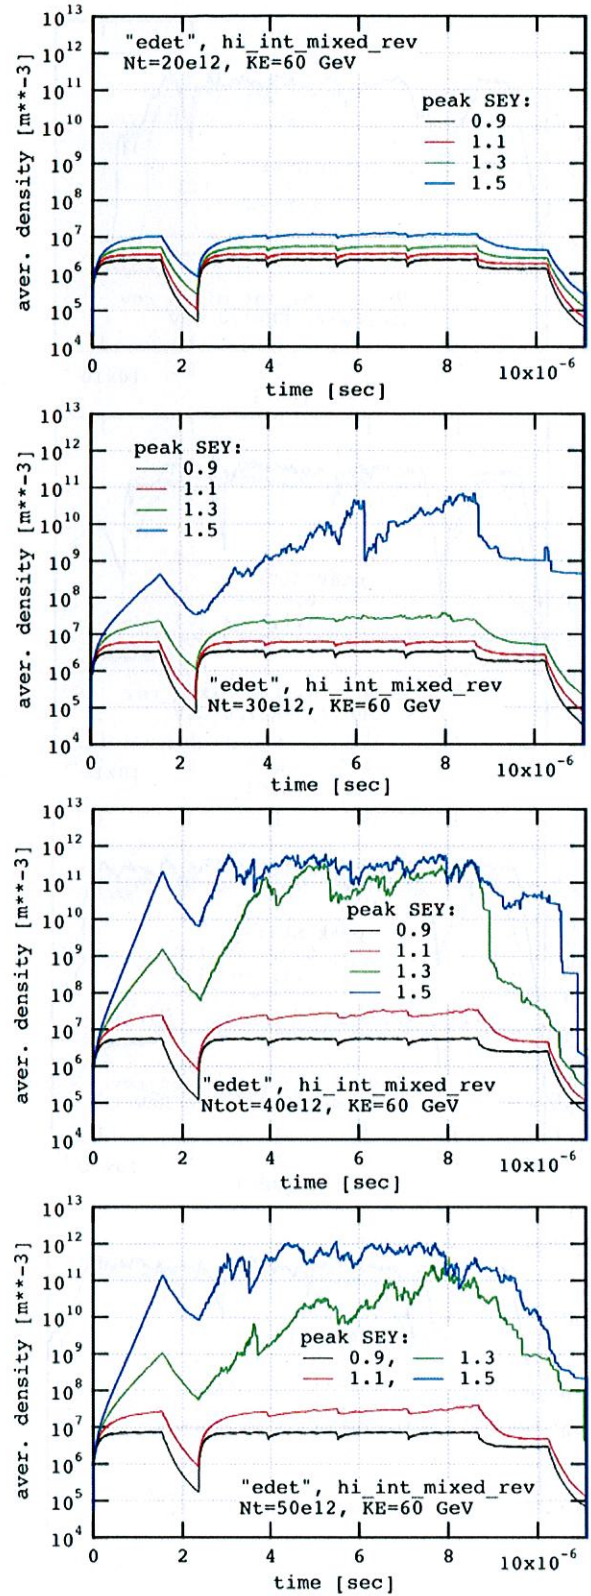 10^13
10^12
10^11
10^10
10^9
10^8
10^7
10^6
10^5
10^4
aver. density [m**-3]
"edet", hi_int_mixed_rev
Nt=20e12, KE=60 GeV
peak SEY:
0.9
1.1
1.3
1.5
0 2 4 6 8 10x10^-6
time [sec]
10^13
10^12
10^11
10^10
10^9
10^8
10^7
10^6
10^5
10^4
aver. density [m**-3]
peak SEY:
0.9
1.1
1.3
1.5
"edet", hi_int_mixed_rev
Nt=30e12, KE=60 GeV
0 2 4 6 8 10x10^-6
time [sec]
10^13
10^12
10^11
10^10
10^9
10^8
10^7
10^6
10^5
10^4
aver. density [m**-3]
peak SEY:
0.9
1.1
1.3
1.5
"edet", hi_int_mixed_rev
Ntot=40e12, KE=60 GeV
0 2 4 6 8 10x10^-6
time [sec]
10^13
10^12
10^11
10^10
10^9
10^8
10^7
10^6
10^5
10^4
aver. density [m**-3]
peak SEY:
0.9, 1.3
1.1, 1.5
"edet", hi_int_mixed_rev
Nt=50e12, KE=60 GeV
0 2 4 6 8 10x10^-6
time [sec]